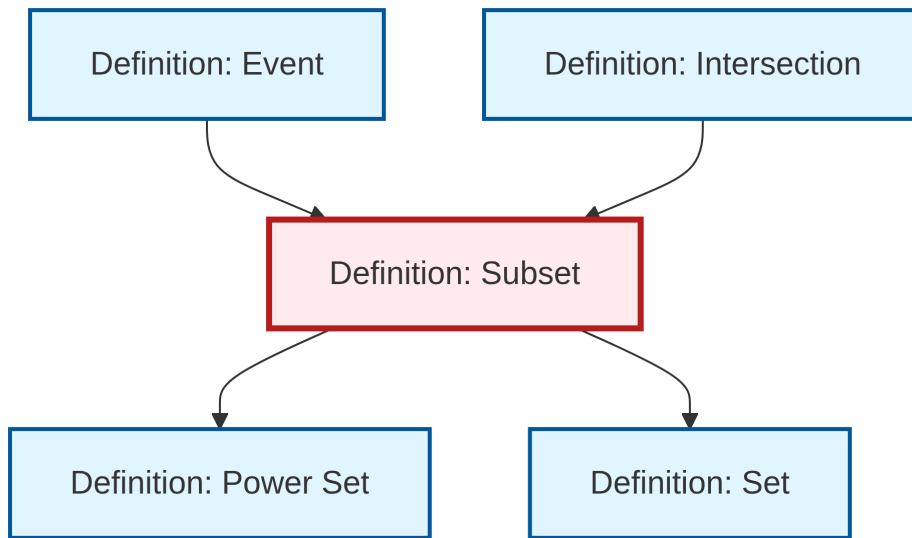 Definition: Event
Definition: Intersection
Definition: Subset
Definition: Power Set
Definition: Set